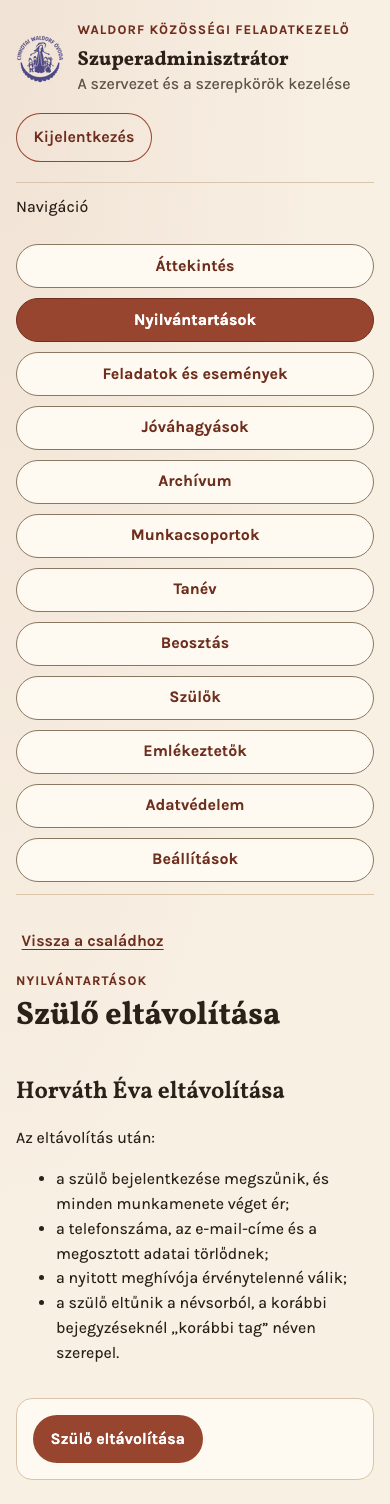 WALDORF KÖZÖSSÉGI FELADATKEZELŐ
Szuperadminisztrátor
A szervezet és a szerepkörök kezelése
Kijelentkezés
Navigáció
Áttekintés
Nyilvántartások
Feladatok és események
Jóváhagyások
Archívum
Munkacsoportok
Tanév
Beosztás
Szülők
Emlékeztetők
Adatvédelem
Beállítások
Vissza a családhoz
NYILVÁNTARTÁSOK
Szülő eltávolítása
Horváth Éva eltávolítása
Az eltávolítás után:
• a szülő bejelentkezése megszűnik, és
minden munkamenete véget ér;
• a telefonszáma, az e-mail-címe és a
megosztott adatai törlődnek;
• a nyitott meghívója érvénytelenné válik;
• a szülő eltűnik a névsorból, a korábbi
bejegyzéseknél „korábbi tag” néven
szerepel.
Szülő eltávolítása